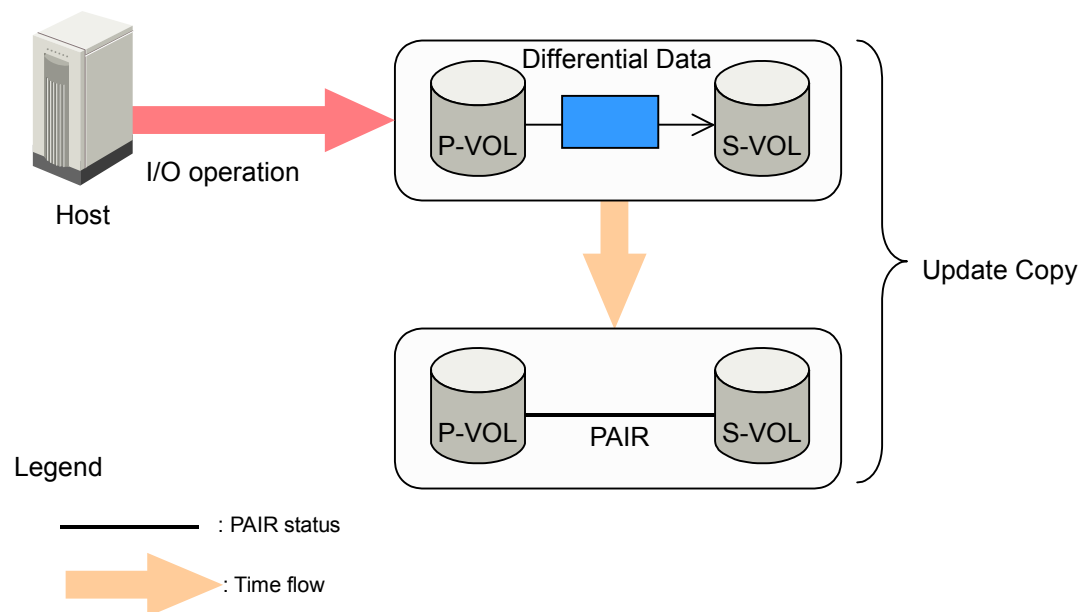 Differential Data
P-VOL
S-VOL
I/O operation
Host
Update Copy
P-VOL
S-VOL
PAIR
Legend
: PAIR status
: Time flow